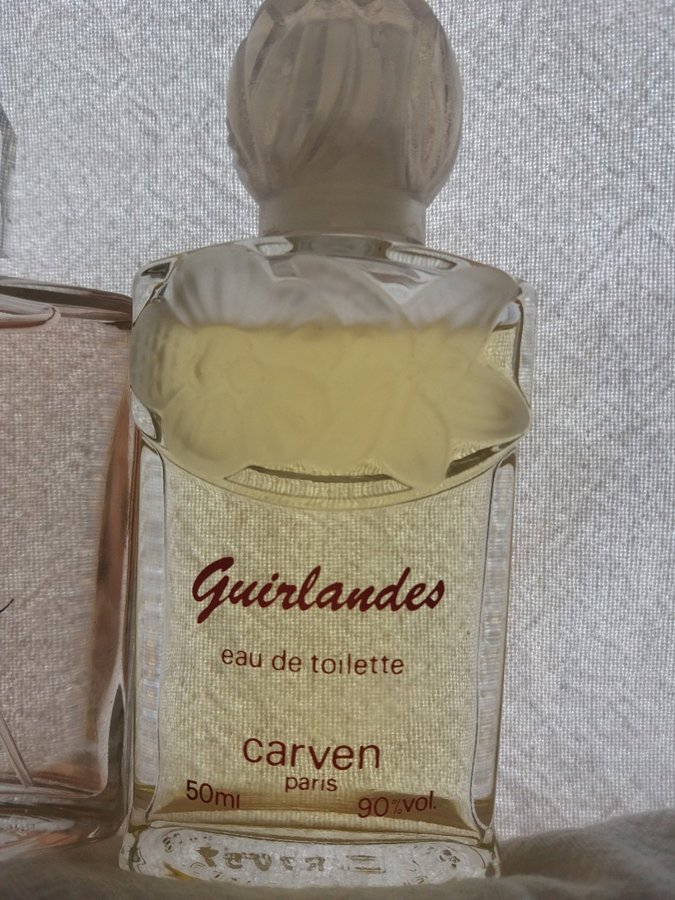 Guirlandes
eau de toilette
carven
paris
50ml 90%vol.